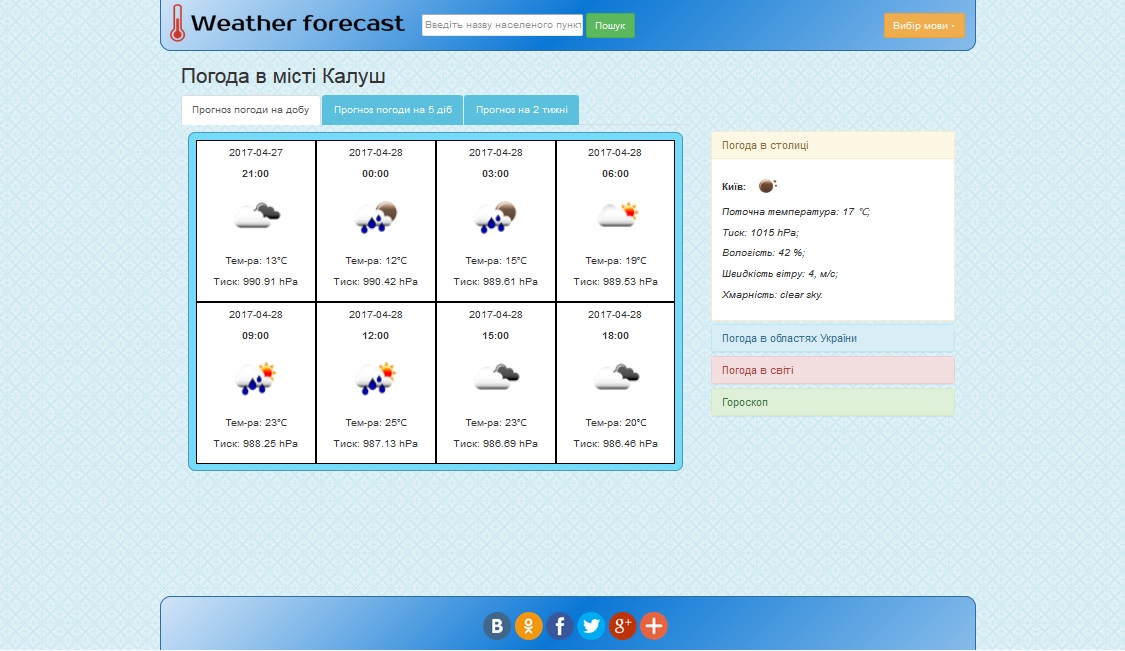 Weather forecast
Введіть назву населеного пункт
Пошук
Вибір мови
Погода в місті Калуш
Прогноз погоди на добу
Прогноз погоди на 5 діб
Прогноз на 2 тижні
2017-04-27
21:00
Тем-ра: 13°C
Тиск: 990.91 hPa
2017-04-28
00:00
Тем-ра: 12°C
Тиск: 990.42 hPa
2017-04-28
03:00
Тем-ра: 15°C
Тиск: 989.61 hPa
2017-04-28
06:00
Тем-ра: 19°C
Тиск: 989.53 hPa
2017-04-28
09:00
Тем-ра: 23°C
Тиск: 988.25 hPa
2017-04-28
12:00
Тем-ра: 25°C
Тиск: 987.13 hPa
2017-04-28
15:00
Тем-ра: 23°C
Тиск: 986.69 hPa
2017-04-28
18:00
Тем-ра: 20°C
Тиск: 986.46 hPa
Погода в столиці
Київ:
Поточна температура: 17 °C;
Тиск: 1015 hPa;
Вологість: 42 %;
Швидкість вітру: 4, м/с;
Хмарність: clear sky.
Погода в областях України
Погода в світі
Гороскоп